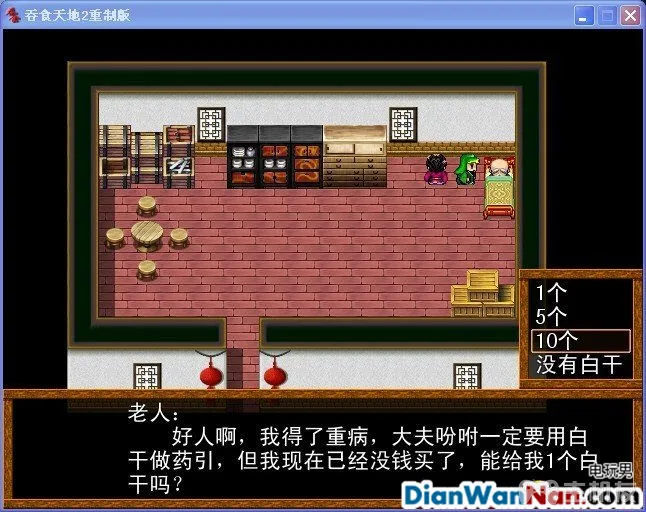 吞食天地2重制版
1个
5个
10个
没有白干
老人：
好人啊，我得了重病，大夫吩咐一定要用白
干做药引，但我现在已经没钱买了，能给我1个白
干吗？
电玩男
DianWanNan.com